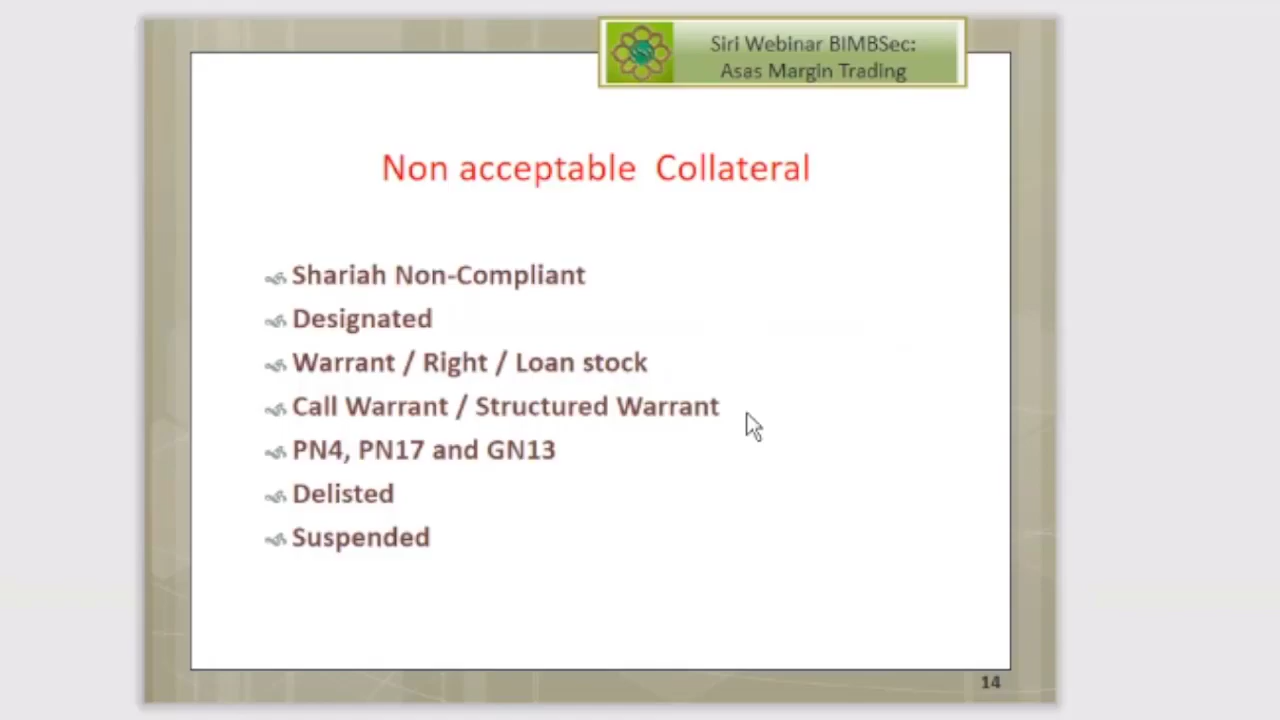 Siri Webinar BIMBSec:
Asas Margin Trading
Non acceptable Collateral
Shariah Non-Compliant
Designated
Warrant / Right / Loan stock
Call Warrant / Structured Warrant
PN4, PN17 and GN13
Delisted
Suspended
14